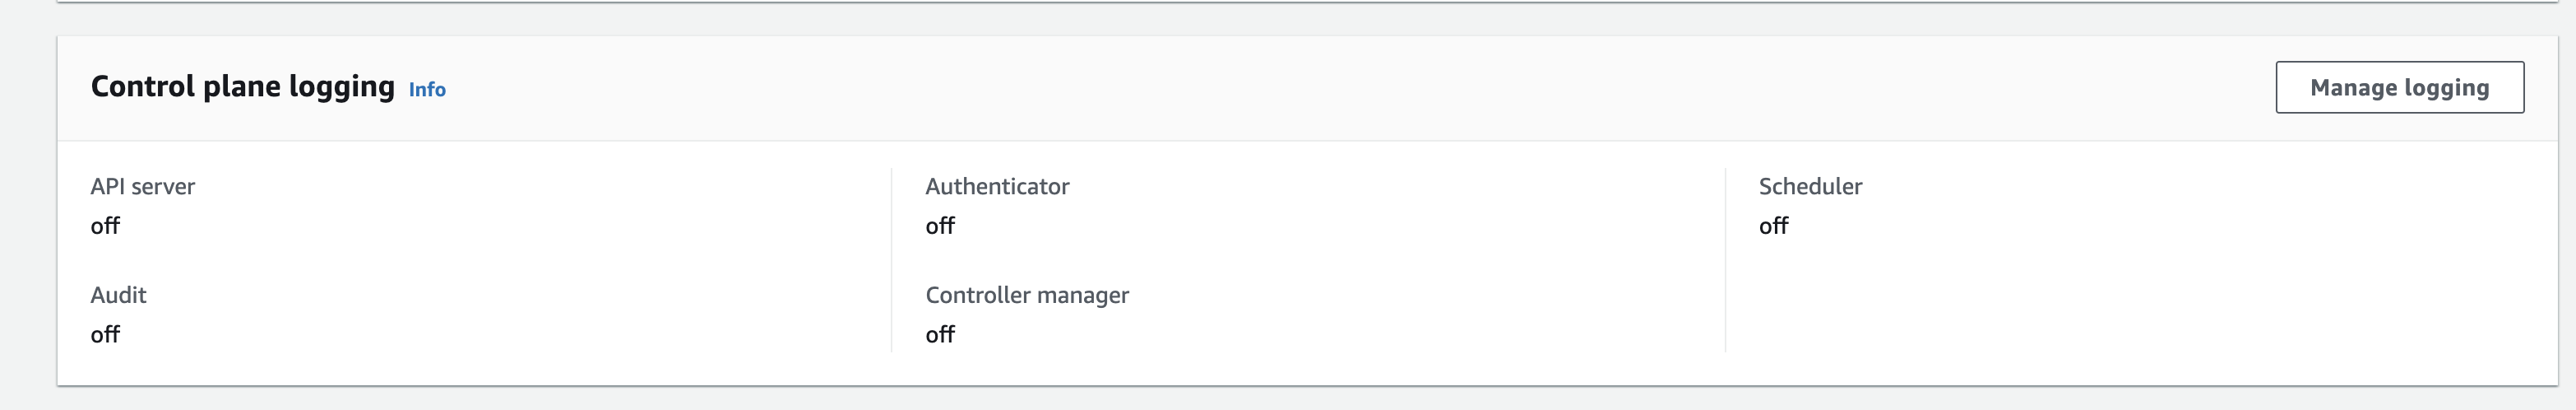 Control plane logging Info
Manage logging
API server
off
Audit
off
Authenticator
off
Controller manager
off
Scheduler
off